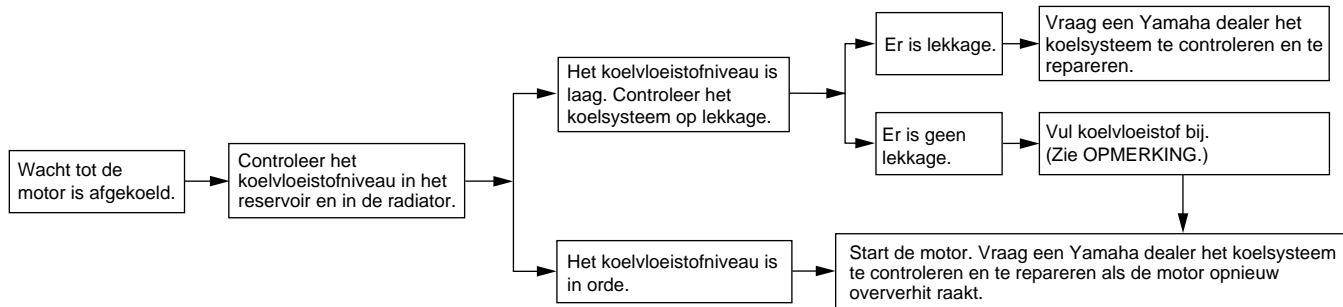 Wacht tot de
motor is afgekoeld.
Controleer het
koelvloeistofniveau in het
reservoir en in de radiator.
Het koelvloeistofniveau is
laag. Controleer het
koelsysteem op lekkage.
Er is lekkage.
Vraag een Yamaha dealer het
koelsysteem te controleren en te
repareren.
Er is geen
lekkage.
Vul koelvloeistof bij.
(Zie OPMERKING.)
Het koelvloeistofniveau is
in orde.
Start de motor. Vraag een Yamaha dealer het koelsysteem
te controleren en te repareren als de motor opnieuw
oververhit raakt.